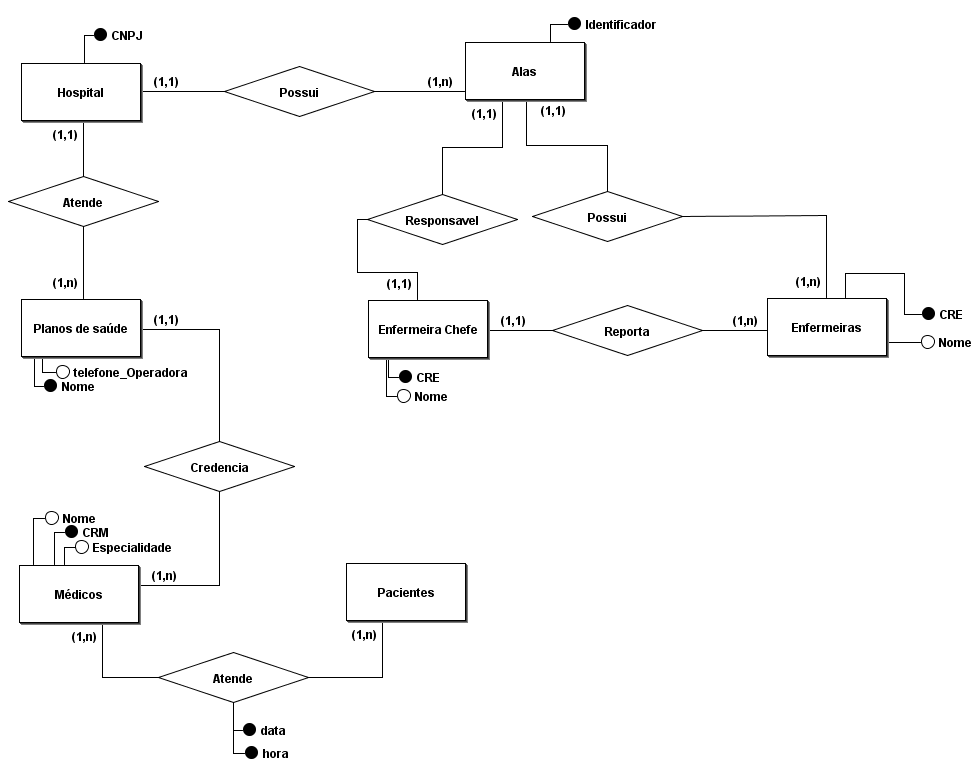 Identificador
CNPJ
Hospital
(1,1)
Possui
(1,n)
Alas
(1,1)
(1,1)
(1,1)
Atende
Responsavel
Possui
(1,n)
(1,1)
(1,n)
Planos de saúde
(1,1)
Enfermeira Chefe
(1,1)
Reporta
(1,n)
Enfermeiras
CRE
Nome
telefone_Operadora
Nome
CRE
Nome
Credencia
Nome
CRM
Especialidade
Médicos
(1,n)
Pacientes
(1,n)
(1,n)
Atende
data
hora